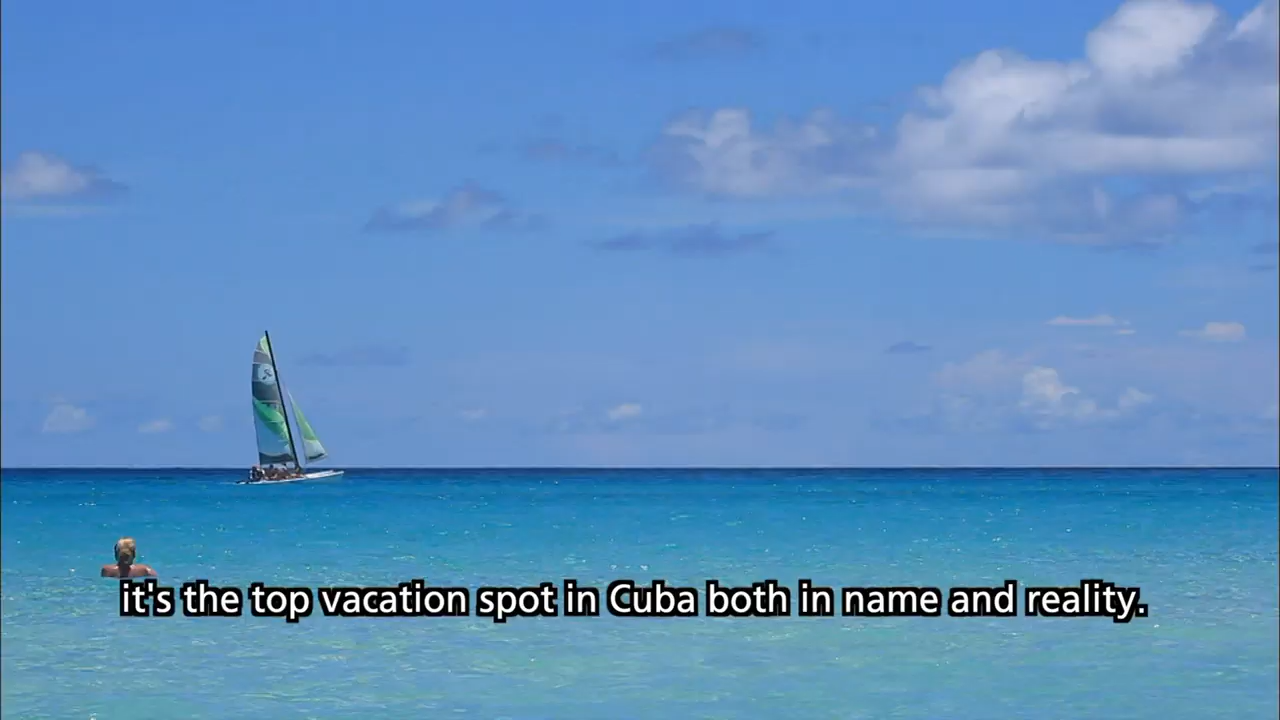 it's the top vacation spot in Cuba both in name and reality.